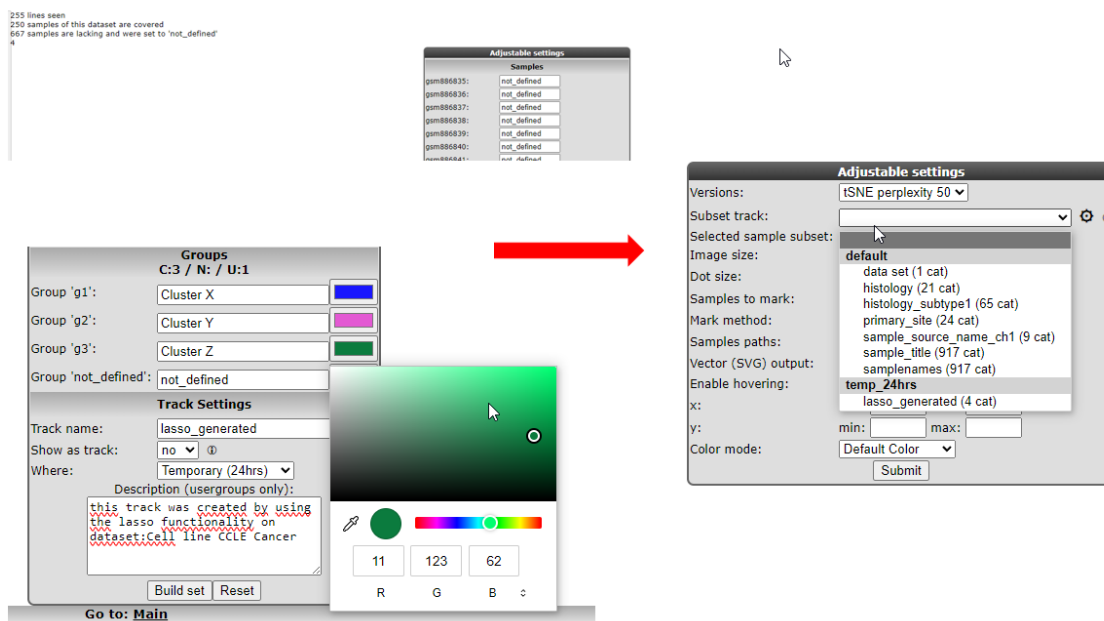 255 lines seen
250 samples of this dataset are covered
667 samples are lacking and were set to 'not_defined'
4
Adjustable settings
Samples
gsm886835: not_defined
gsm886836: not_defined
gsm886837: not_defined
gsm886838: not_defined
gsm886839: not_defined
gsm886840: not_defined
gsm886841: not_defined
Groups
C:3 / N: / U:1
Group 'g1': Cluster X
Group 'g2': Cluster Y
Group 'g3': Cluster Z
Group 'not_defined': not_defined
Track Settings
Track name: lasso_generated
Show as track: no
Where: Temporary (24hrs)
Description (usergroups only):
this track was created by using
the lasso functionality on
dataset:Cell line CCLE Cancer
Build set Reset
Go to: Main
11 123 62
R G B
Adjustable settings
Versions: tSNE perplexity 50
Subset track:
Selected sample subset:
Image size:
Dot size:
Samples to mark:
Mark method:
Samples paths:
Vector (SVG) output:
Enable hovering:
x:
y: min: max:
Color mode: Default Color
Submit
default
data set (1 cat)
histology (21 cat)
histology_subtype1 (65 cat)
primary_site (24 cat)
sample_source_name_ch1 (9 cat)
sample_title (917 cat)
samplenames (917 cat)
temp_24hrs
lasso_generated (4 cat)